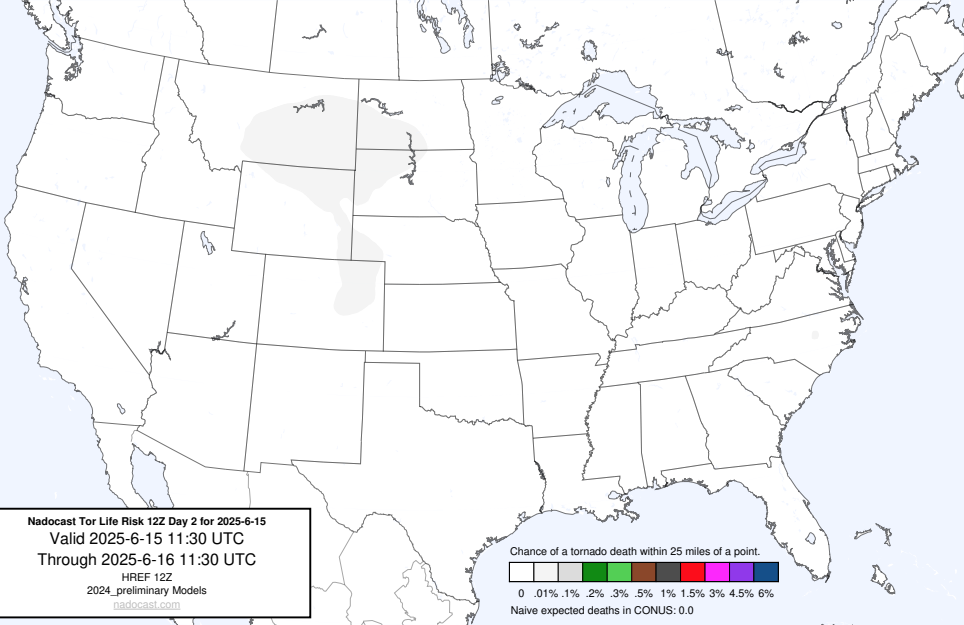 Nadocast Tor Life Risk 12Z Day 2 for 2025-6-15
Valid 2025-6-15 11:30 UTC
Through 2025-6-16 11:30 UTC
HREF 12Z
2024_preliminary Models
nadocast.com
Chance of a tornado death within 25 miles of a point.
0 .01% .1% .2% .3% .5% 1% 1.5% 3% 4.5% 6%
Naive expected deaths in CONUS: 0.0